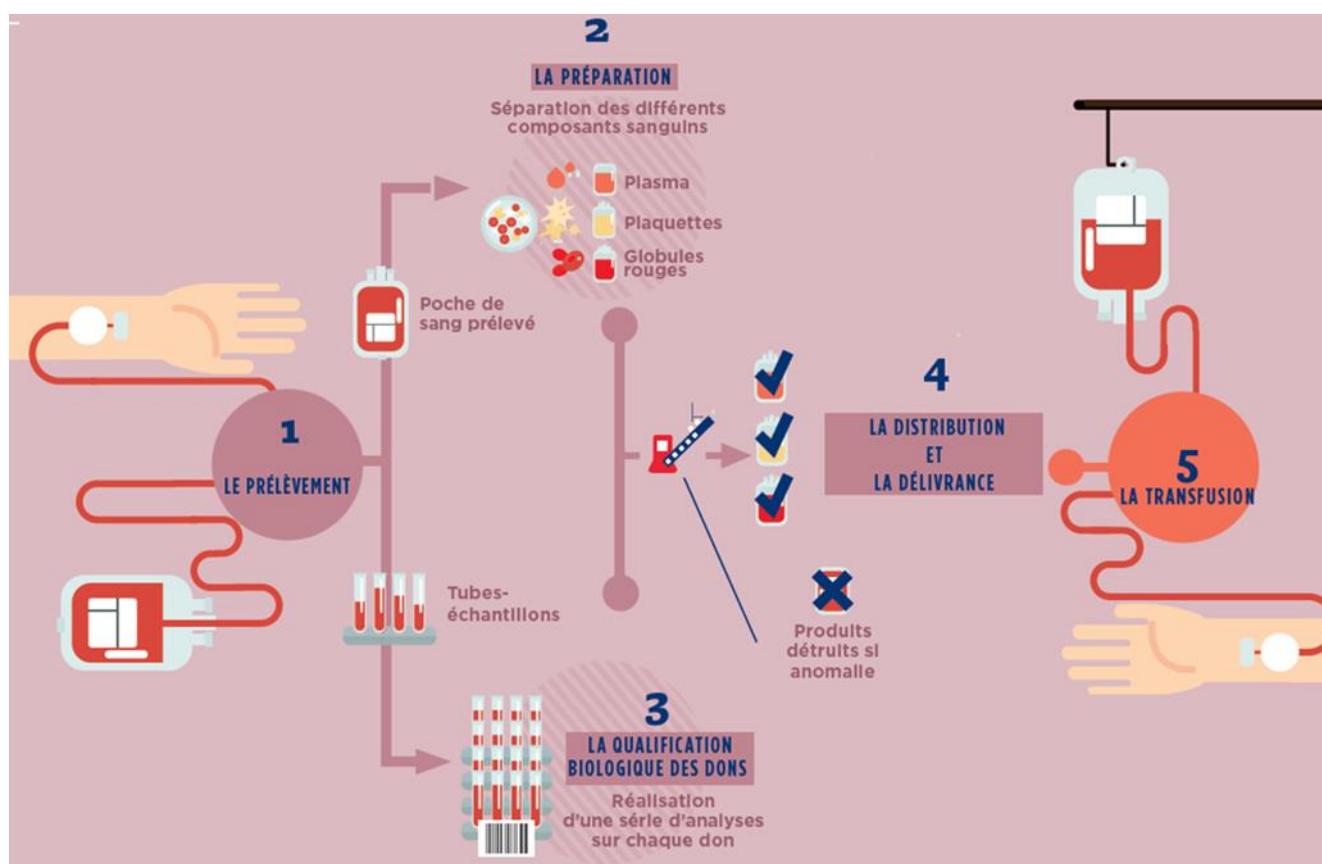 1
LE PRÉLÈVEMENT
Poche de
sang prélevé
Tubes-
échantillons
2
LA PRÉPARATION
Séparation des différents
composants sanguins
Plasma
Plaquettes
Globules
rouges
3
LA QUALIFICATION
BIOLOGIQUE DES DONS
Réalisation
d'une série d'analyses
sur chaque don
Produits
détruits si
anomalie
4
LA DISTRIBUTION
ET
LA DÉLIVRANCE
5
LA TRANSFUSION